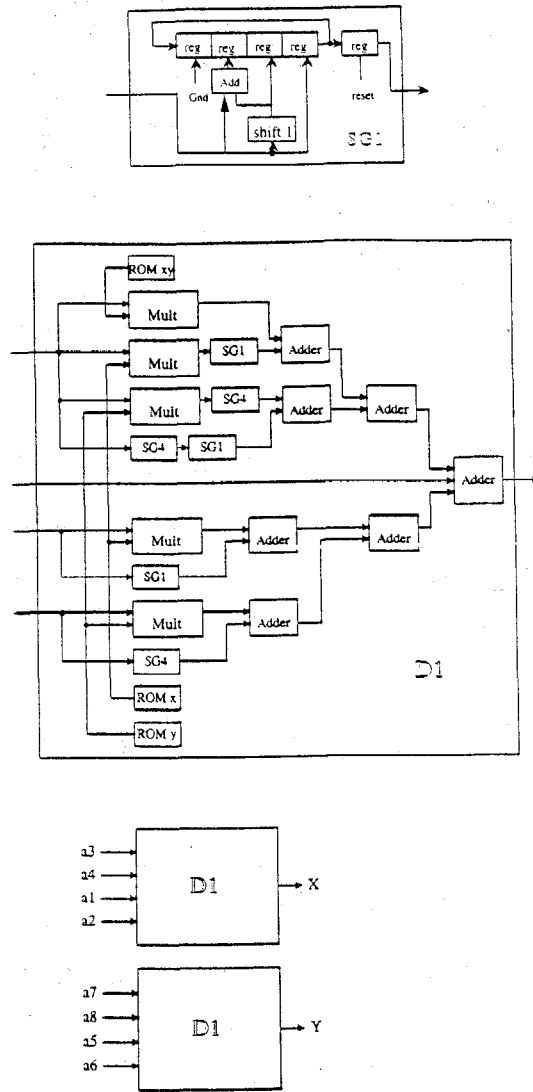 reg reg reg reg reg
Add
Gnd
reset
shift 1
SG1
ROM xy
Mult
Mult
SG1
Adder
Mult
SG4
Adder
Adder
SG4
SG1
Adder
Mult
Adder
Adder
SG1
Mult
Adder
SG4
D1
ROM x
ROM y
a3
a4
a1
a2
D1
X
a7
a8
a5
a6
D1
Y